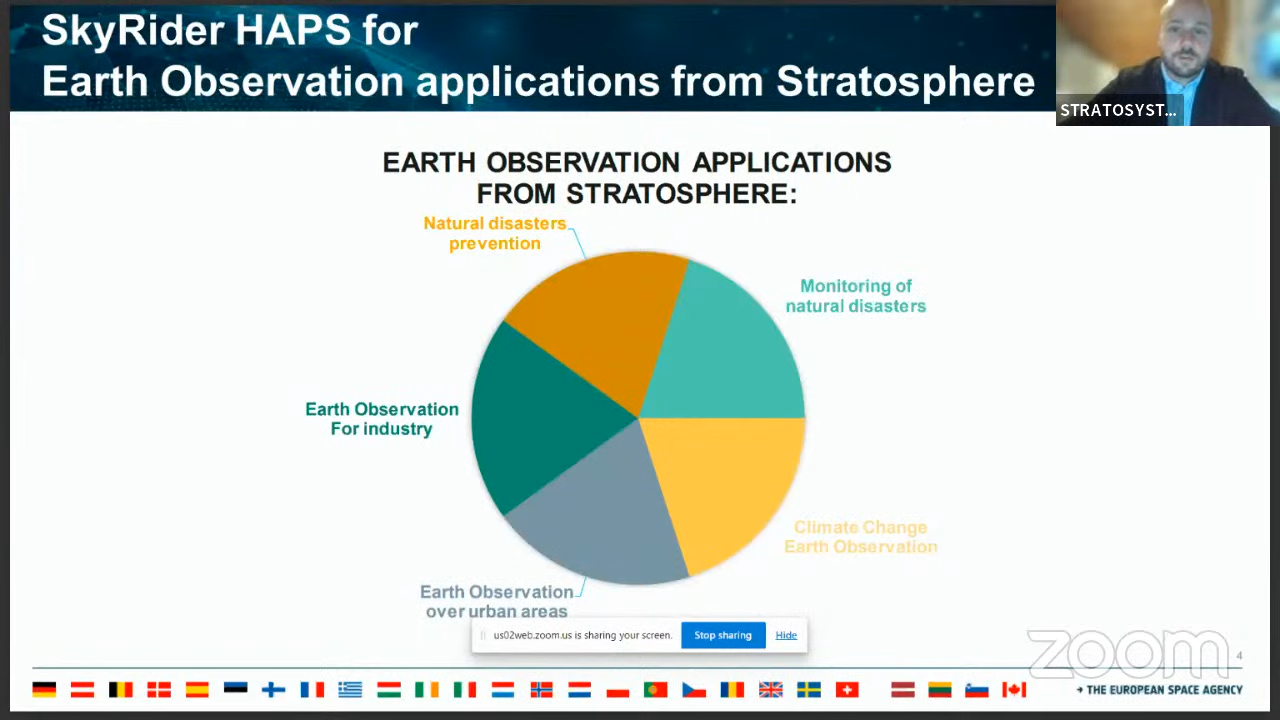 SkyRider HAPS for
Earth Observation applications from Stratosphere
STRATOSYST...
EARTH OBSERVATION APPLICATIONS
FROM STRATOSPHERE:
Natural disasters
prevention
Monitoring of
natural disasters
Earth Observation
For industry
Climate Change
Earth Observation
Earth Observation
over urban areas
us02web.zoom.us is sharing your screen.
Stop sharing
Hide
zoom
4
→ THE EUROPEAN SPACE AGENCY